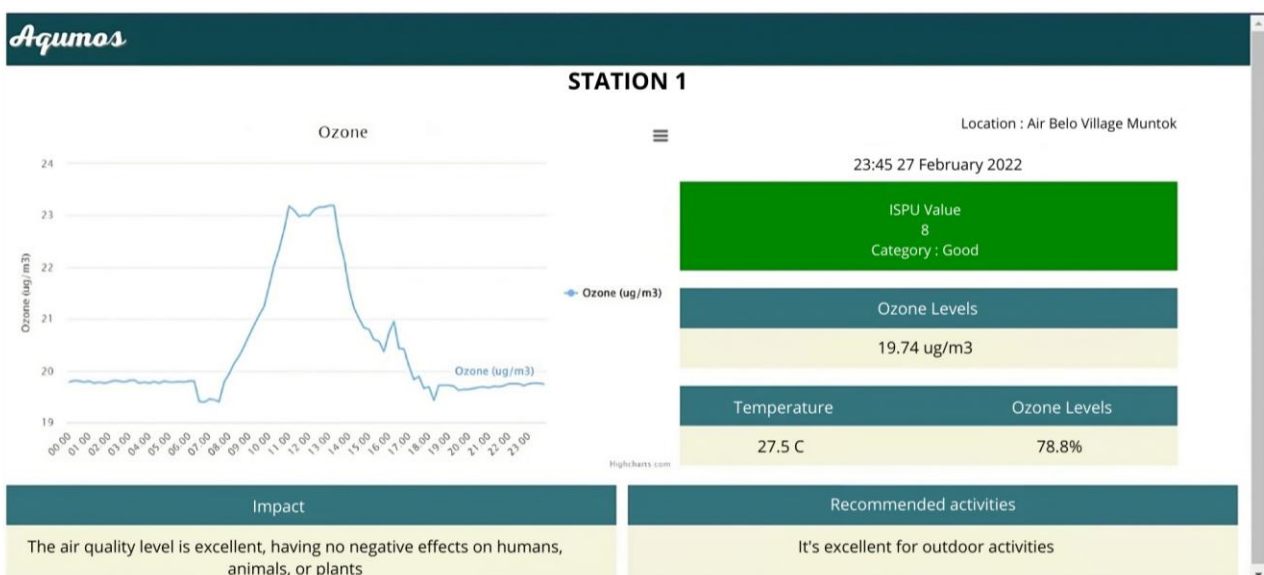 Aqumos
STATION 1
Location : Air Belo Village Muntok
Ozone
23:45 27 February 2022
ISPU Value
8
Category : Good
Ozone Levels
19.74 ug/m3
Temperature
Ozone Levels
27.5 C
78.8%
24
23
22
21
20
19
Ozone (ug/m3)
Ozone (ug/m3)
Ozone (ug/m3)
00:00 01:00 02:00 03:00 04:00 05:00 06:00 07:00 08:00 09:00 10:00 11:00 12:00 13:00 14:00 15:00 16:00 17:00 18:00 19:00 20:00 21:00 22:00 23:00
Highcharts.com
Impact
The air quality level is excellent, having no negative effects on humans,
animals, or plants
Recommended activities
It's excellent for outdoor activities